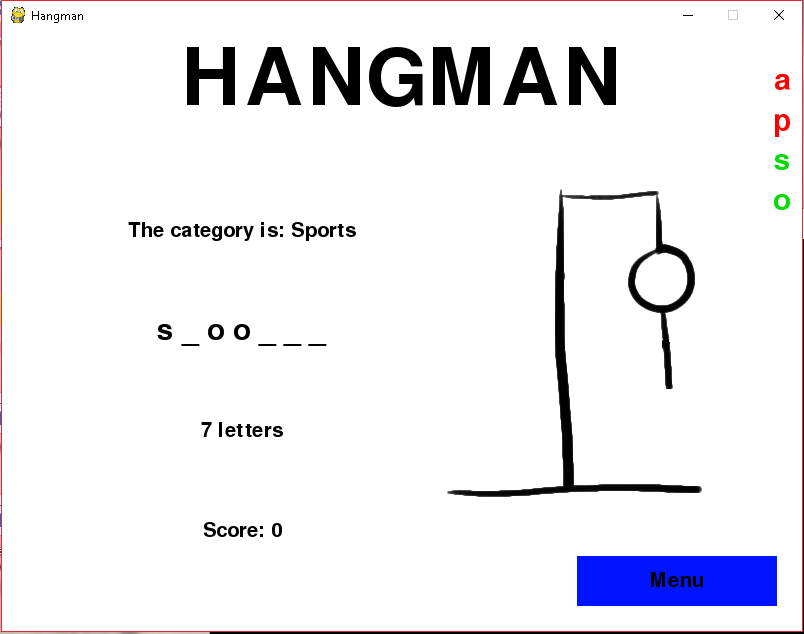 Hangman
HANGMAN
a
p
s
o
The category is: Sports
s _ o o _ _ _
7 letters
Score: 0
Menu